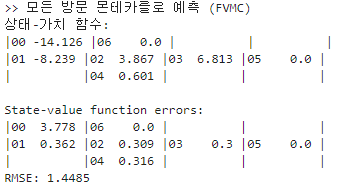 >> 모든 방문 몬테카를로 예측 (FVMC)
상태-가치 함수:
|00 -14.126 |06    0.0 |           |           |
|01 -8.239 |02  3.867 |03  6.813 |05    0.0 |
|          |04  0.601 |          |          |
State-value function errors:
|00  3.778 |06    0.0 |          |          |
|01  0.362 |02  0.309 |03    0.3 |05    0.0 |
|          |04  0.316 |          |          |
RMSE: 1.4485